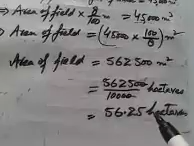 ⇒ Area of field × 8/100 m² = 45000 m²
⇒ Area of field = (45000 × 100/8) m²
Area of field = 562500 m²
= 562500/10000 hectares
= 56.25 hectares